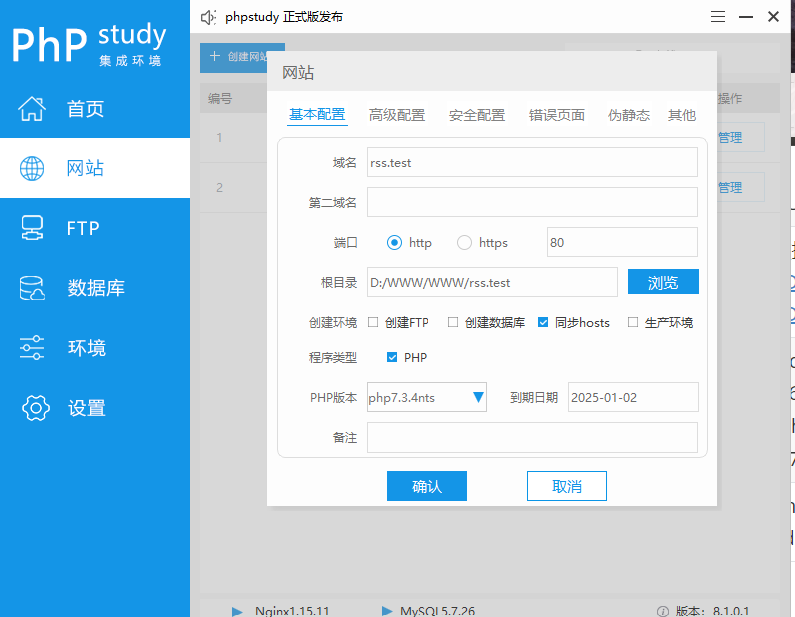 PhP study
集成环境
首页
网站
FTP
数据库
环境
设置
phpstudy 正式版发布
创建网站
编号
操作
1
管理
2
管理
网站
基本配置 高级配置 安全配置 错误页面 伪静态 其他
域名 rss.test
第二域名
端口 http https 80
根目录 D:/WWW/WWW/rss.test 浏览
创建环境 创建FTP 创建数据库 同步hosts 生产环境
程序类型 PHP
PHP版本 php7.3.4nts 到期日期 2025-01-02
备注
确认 取消
Nginx1.15.11 MySQL5.7.26 版本: 8.1.0.1